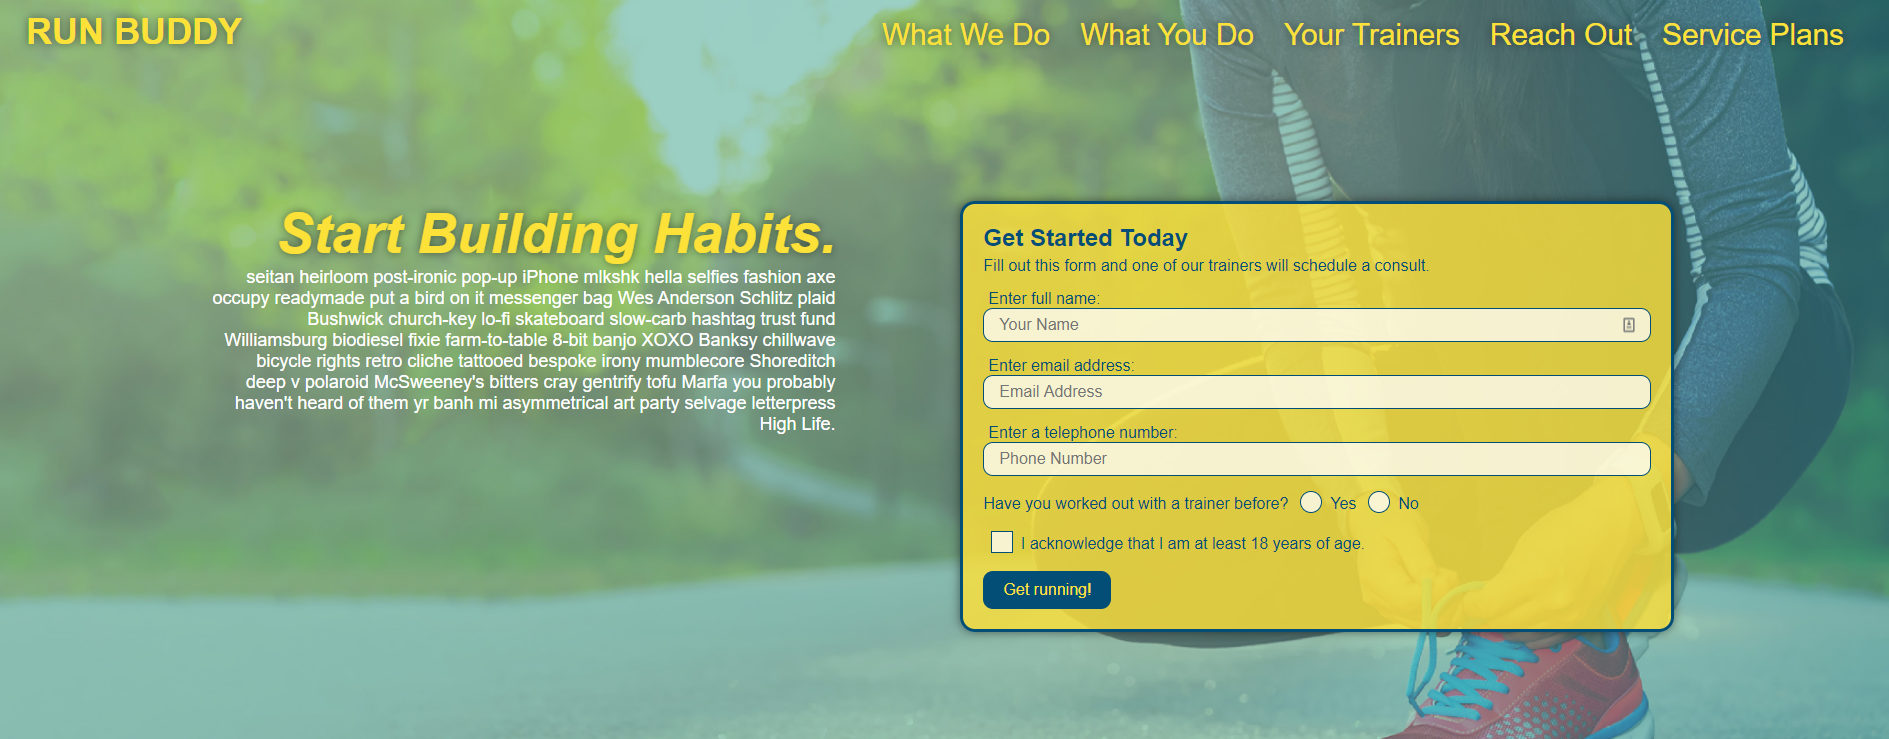 RUN BUDDY
What We Do What You Do Your Trainers Reach Out Service Plans
Start Building Habits.
seitan heirloom post-ironic pop-up iPhone mlkshk hella selfies fashion axe
occupy readymade put a bird on it messenger bag Wes Anderson Schlitz plaid
Bushwick church-key lo-fi skateboard slow-carb hashtag trust fund
Williamsburg biodiesel fixie farm-to-table 8-bit banjo XOXO Banksy chillwave
bicycle rights retro cliche tattooed bespoke irony mumblecore Shoreditch
deep v polaroid McSweeney's bitters cray gentrify tofu Marfa you probably
haven't heard of them yr banh mi asymmetrical art party selvage letterpress
High Life.
Get Started Today
Fill out this form and one of our trainers will schedule a consult.
Enter full name:
Your Name
Enter email address:
Email Address
Enter a telephone number:
Phone Number
Have you worked out with a trainer before? Yes No
I acknowledge that I am at least 18 years of age.
Get running!